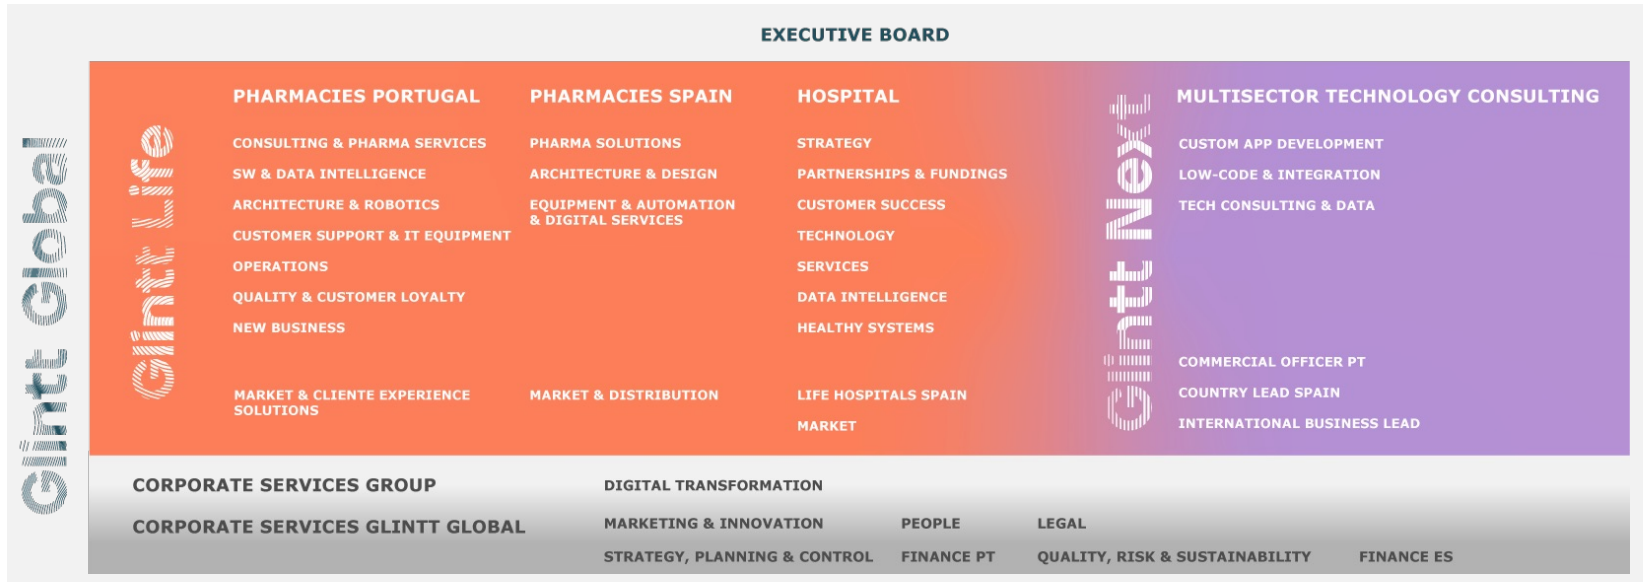 EXECUTIVE BOARD
Glintt Global
Glintt Life
PHARMACIES PORTUGAL
CONSULTING & PHARMA SERVICES
SW & DATA INTELLIGENCE
ARCHITECTURE & ROBOTICS
CUSTOMER SUPPORT & IT EQUIPMENT
OPERATIONS
QUALITY & CUSTOMER LOYALTY
NEW BUSINESS
MARKET & CLIENTE EXPERIENCE
SOLUTIONS
PHARMACIES SPAIN
PHARMA SOLUTIONS
ARCHITECTURE & DESIGN
EQUIPMENT & AUTOMATION
& DIGITAL SERVICES
MARKET & DISTRIBUTION
HOSPITAL
STRATEGY
PARTNERSHIPS & FUNDINGS
CUSTOMER SUCCESS
TECHNOLOGY
SERVICES
DATA INTELLIGENCE
HEALTHY SYSTEMS
LIFE HOSPITALS SPAIN
MARKET
Glintt Next
MULTISECTOR TECHNOLOGY CONSULTING
CUSTOM APP DEVELOPMENT
LOW-CODE & INTEGRATION
TECH CONSULTING & DATA
COMMERCIAL OFFICER PT
COUNTRY LEAD SPAIN
INTERNATIONAL BUSINESS LEAD
CORPORATE SERVICES GROUP
DIGITAL TRANSFORMATION
CORPORATE SERVICES GLINTT GLOBAL
MARKETING & INNOVATION PEOPLE LEGAL
STRATEGY, PLANNING & CONTROL FINANCE PT QUALITY, RISK & SUSTAINABILITY FINANCE ES